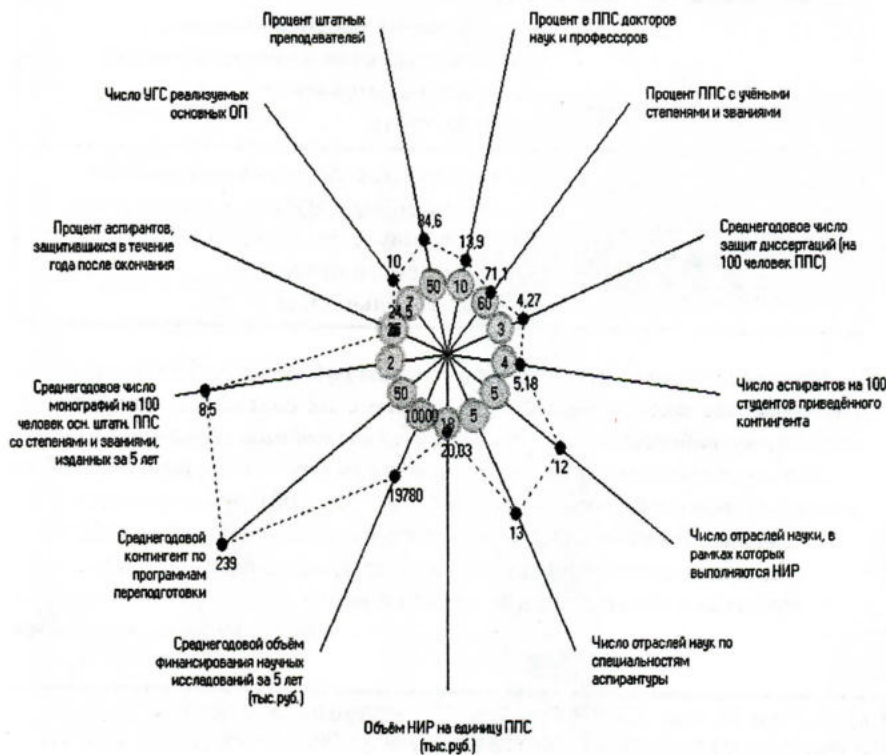 Процент штатных
преподавателей
Процент в ППС докторов
наук и профессоров
Число УГС реализуемых
основных ОП
Процент ППС с учёными
степенями и званиями
Процент аспирантов,
защитившихся в течение
года после окончания
Среднегодовое число
защит диссертаций (на
100 человек ППС)
84,6
13,9
10
71,1
4,27
50
10
7
60
24,5
25
3
2
4
5,18
50
5
8,5
10000
18
5
20,03
12
19780
13
239
Среднегодовое число
монографий на 100
человек осн. штатн. ППС
со степенями и званиями,
изданных за 5 лет
Число аспирантов на 100
студентов приведённого
контингента
Среднегодовой
контингент по
программам
переподготовки
Число отраслей науки, в
рамках которых
выполняются НИР
Среднегодовой объём
финансирования научных
исследований за 5 лет
(тыс.руб.)
Число отраслей наук по
специальностям
аспирантуры
Объём НИР на единицу ППС
(тыс.руб.)